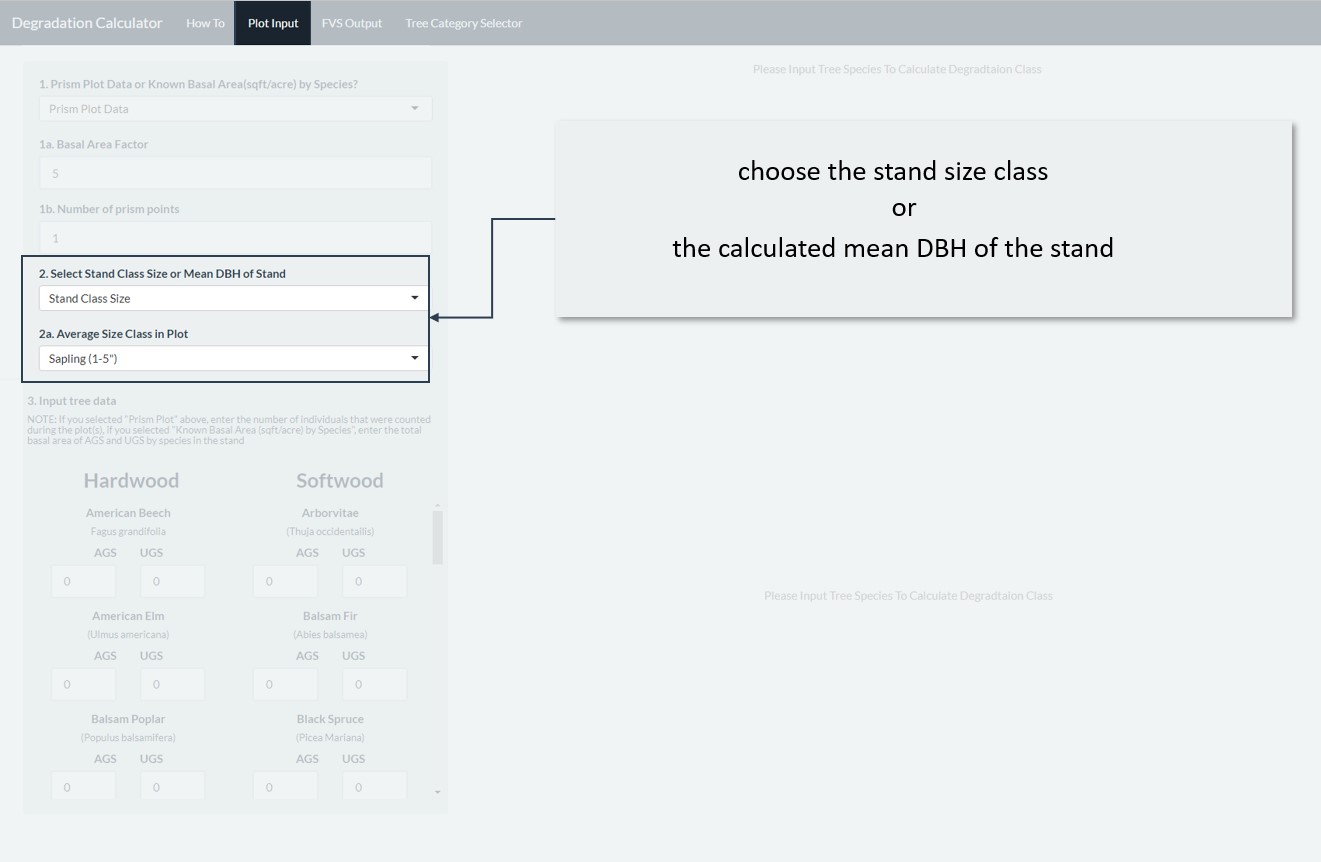 Degradation Calculator How To Plot Input FVS Output Tree Category Selector
Please Input Tree Species To Calculate Degradtaion Class
1. Prism Plot Data or Known Basal Area(sqft/acre) by Species?
Prism Plot Data
1a. Basal Area Factor
5
1b. Number of prism points
1
2. Select Stand Class Size or Mean DBH of Stand
Stand Class Size
2a. Average Size Class in Plot
Sapling (1-5")
choose the stand size class
or
the calculated mean DBH of the stand
3. Input tree data
NOTE: If you selected "Prism Plot" above, enter the number of individuals that were counted
during the plot(s), if you selected "Known Basal Area (sqft/acre) by Species", enter the total
basal area of AGS and UGS by species in the stand
Hardwood Softwood
American Beech Arborvitae
Fagus grandifolia (Thuja occidentailis)
AGS UGS AGS UGS
0 0 0 0
American Elm Balsam Fir
(Ulmus americana) (Abies balsamea)
AGS UGS AGS UGS
0 0 0 0
Balsam Poplar Black Spruce
(Populus balsamifera) (Picea Mariana)
AGS UGS AGS UGS
0 0 0 0
Please Input Tree Species To Calculate Degradtaion Class